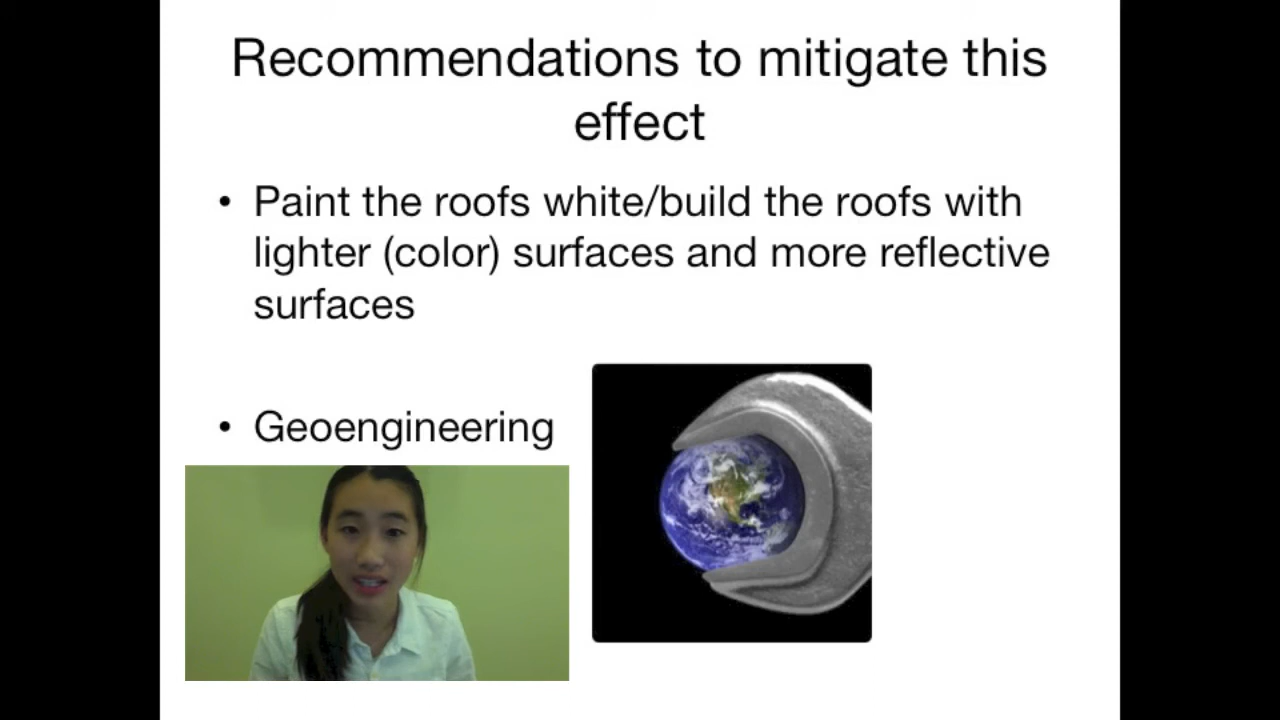 Recommendations to mitigate this
effect
• Paint the roofs white/build the roofs with
lighter (color) surfaces and more reflective
surfaces
• Geoengineering